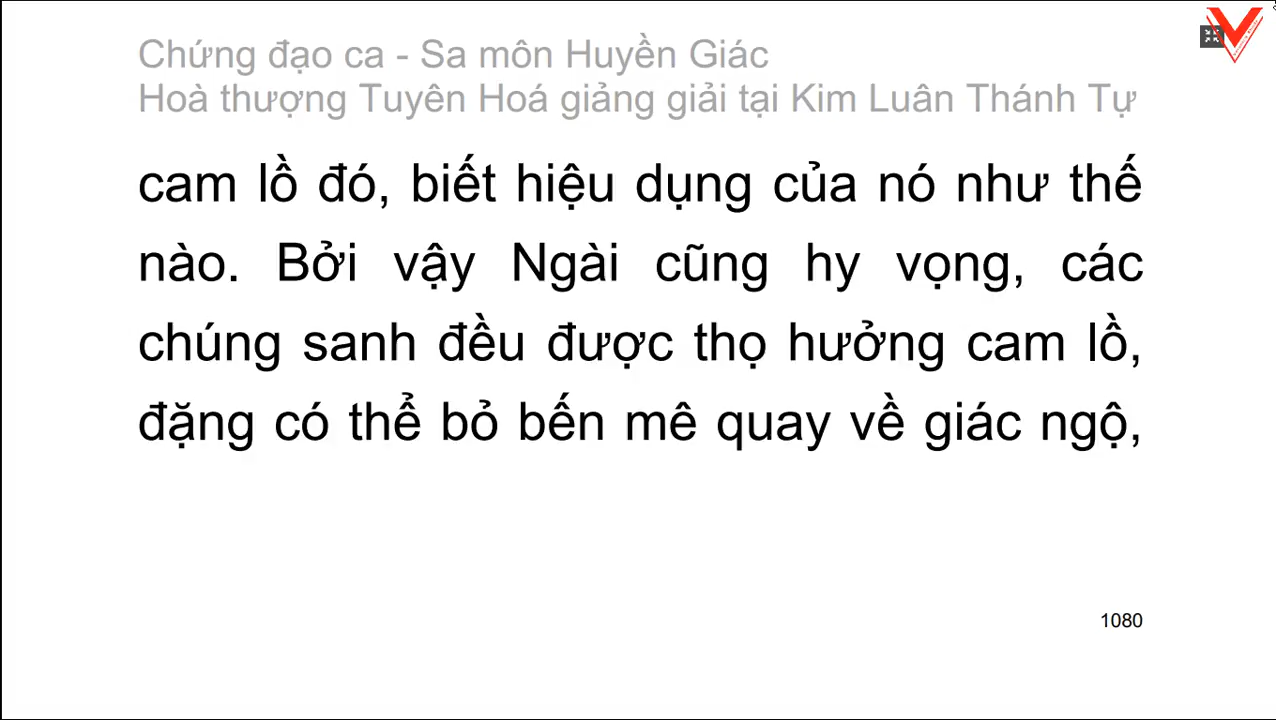 Chứng đạo ca - Sa môn Huyền Giác
Hoà thượng Tuyên Hoá giảng giải tại Kim Luân Thánh Tự
cam lồ đó, biết hiệu dụng của nó như thế
nào. Bởi vậy Ngài cũng hy vọng, các
chúng sanh đều được thọ hưởng cam lồ,
đặng có thể bỏ bến mê quay về giác ngộ,
1080